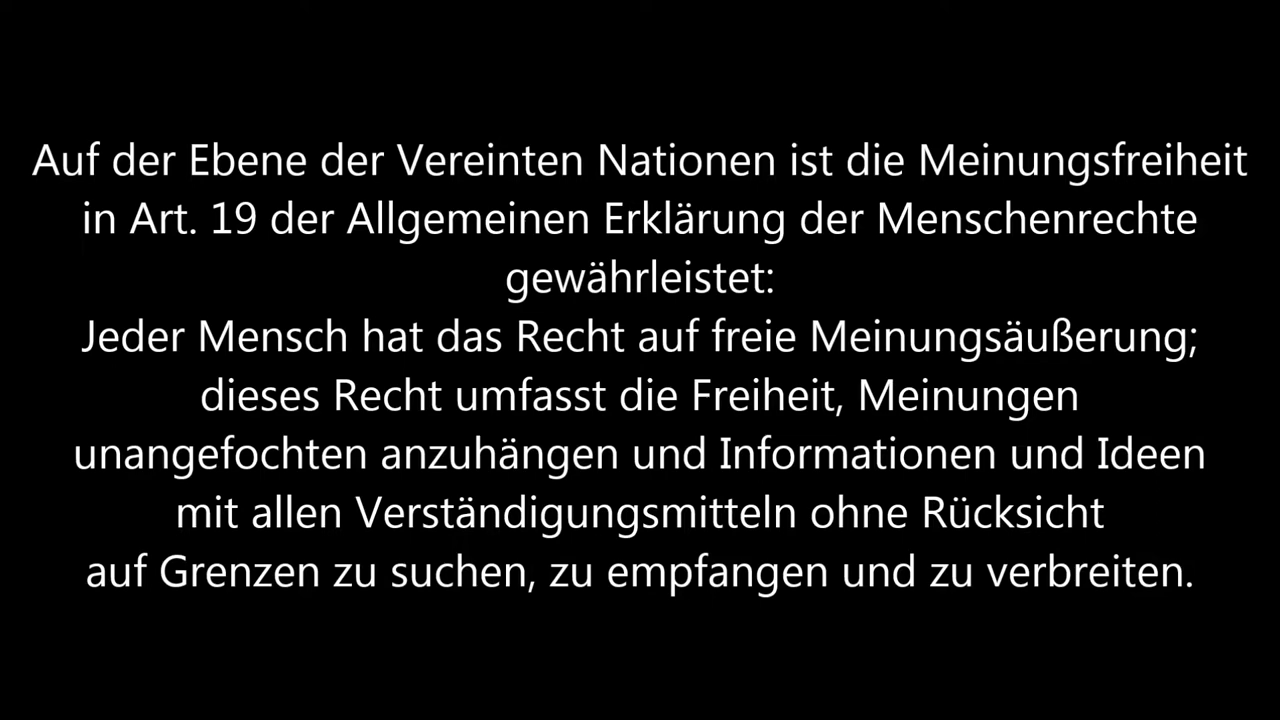 Auf der Ebene der Vereinten Nationen ist die Meinungsfreiheit
in Art. 19 der Allgemeinen Erklärung der Menschenrechte
gewährleistet:
Jeder Mensch hat das Recht auf freie Meinungsäußerung;
dieses Recht umfasst die Freiheit, Meinungen
unangefochten anzuhängen und Informationen und Ideen
mit allen Verständigungsmitteln ohne Rücksicht
auf Grenzen zu suchen, zu empfangen und zu verbreiten.